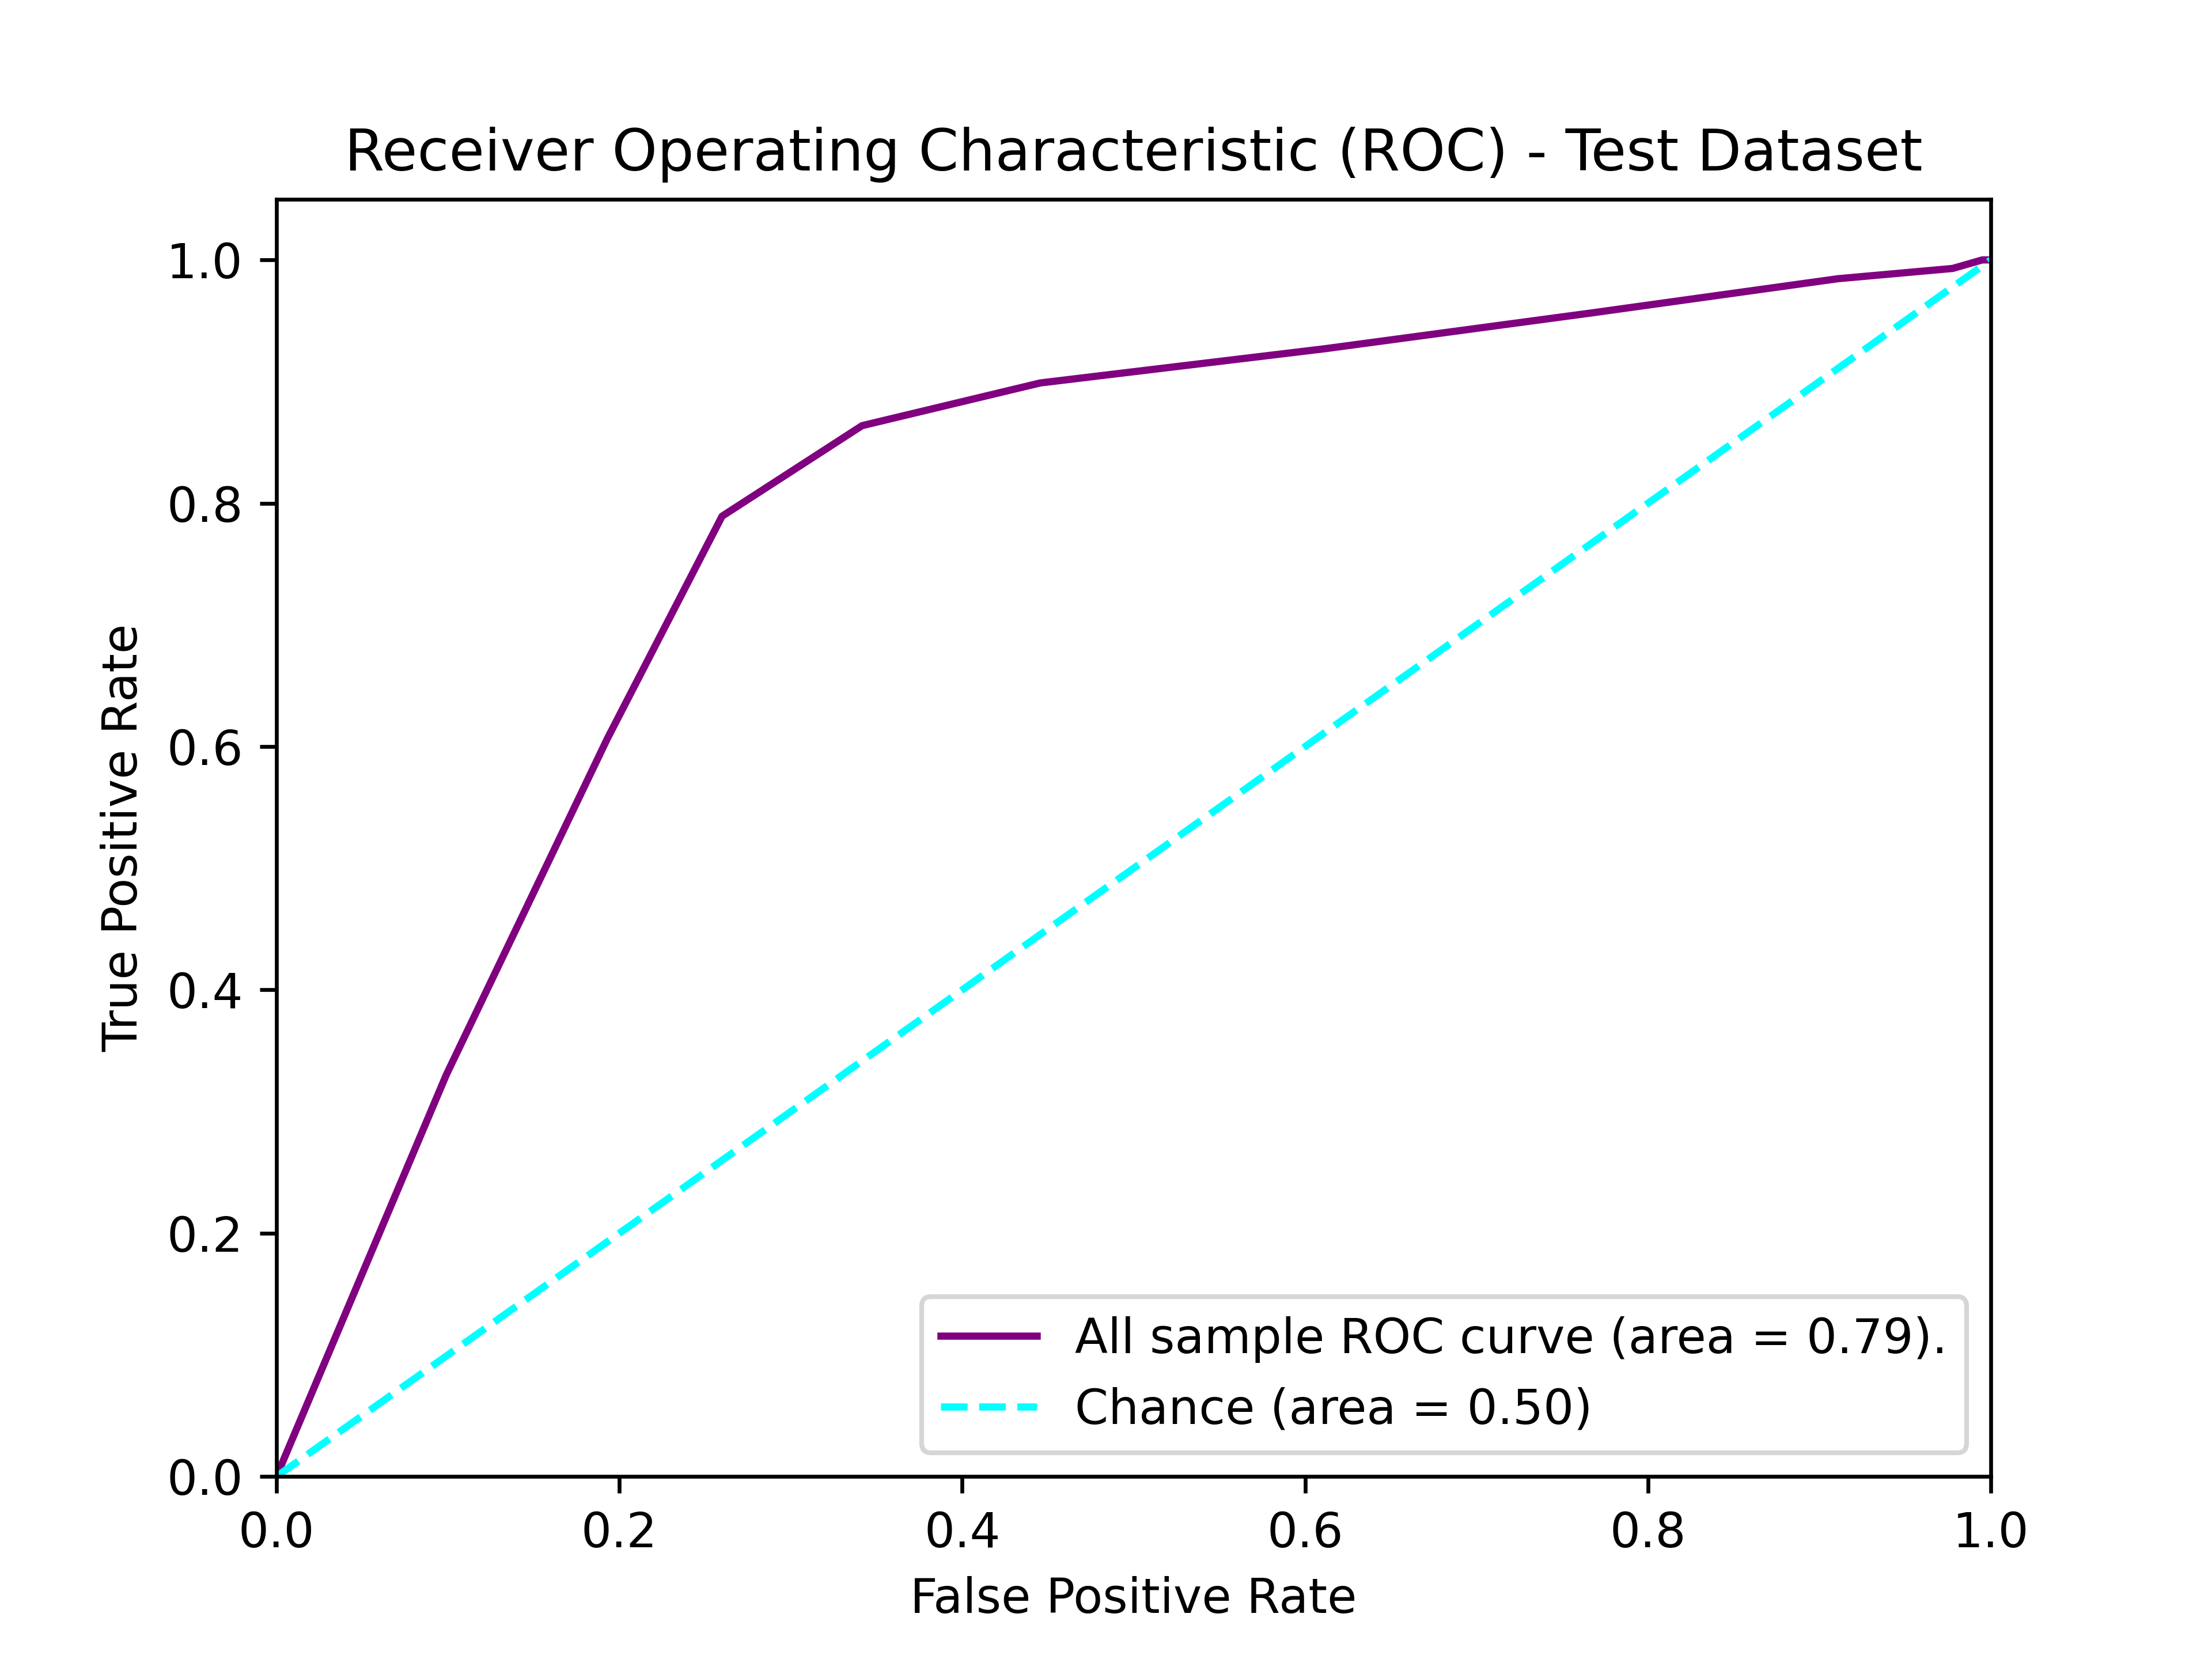 Receiver Operating Characteristic (ROC) - Test Dataset
1.0
0.8
0.6
0.4
0.2
0.0
True Positive Rate
All sample ROC curve (area = 0.79).
Chance (area = 0.50)
0.0 0.2 0.4 0.6 0.8 1.0
False Positive Rate